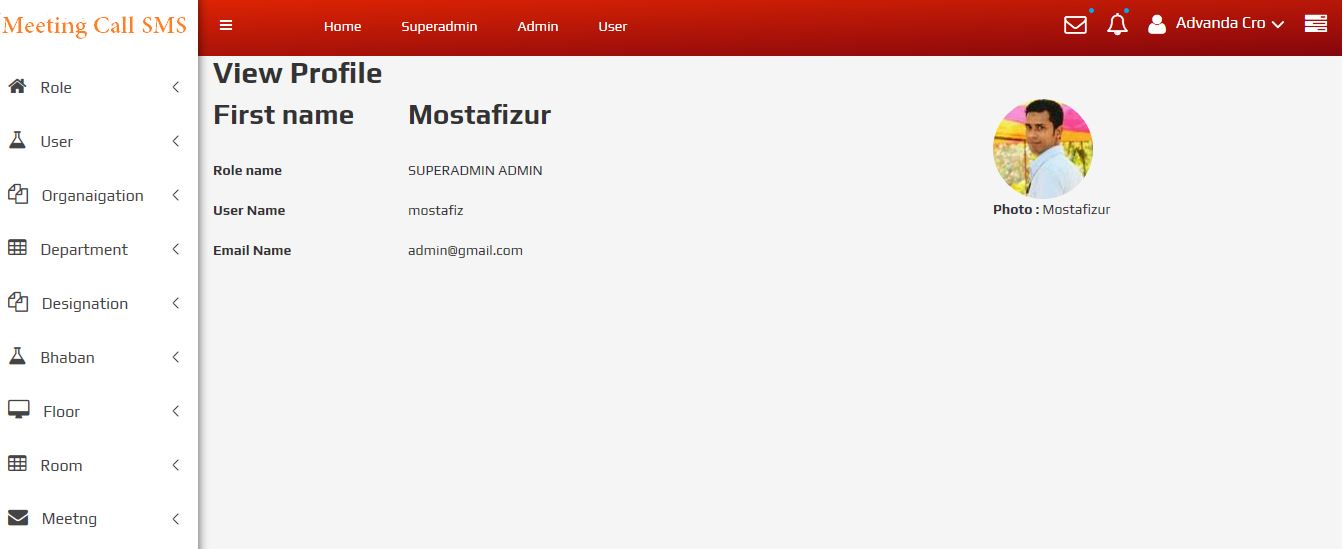 Meeting Call SMS
Home Superadmin Admin User Advanda Cro
Role
User
Organaigation
Department
Designation
Bhaban
Floor
Room
Meetng
View Profile
First name Mostafizur
Role name SUPERADMIN ADMIN
User Name mostafiz
Email Name admin@gmail.com
Photo : Mostafizur